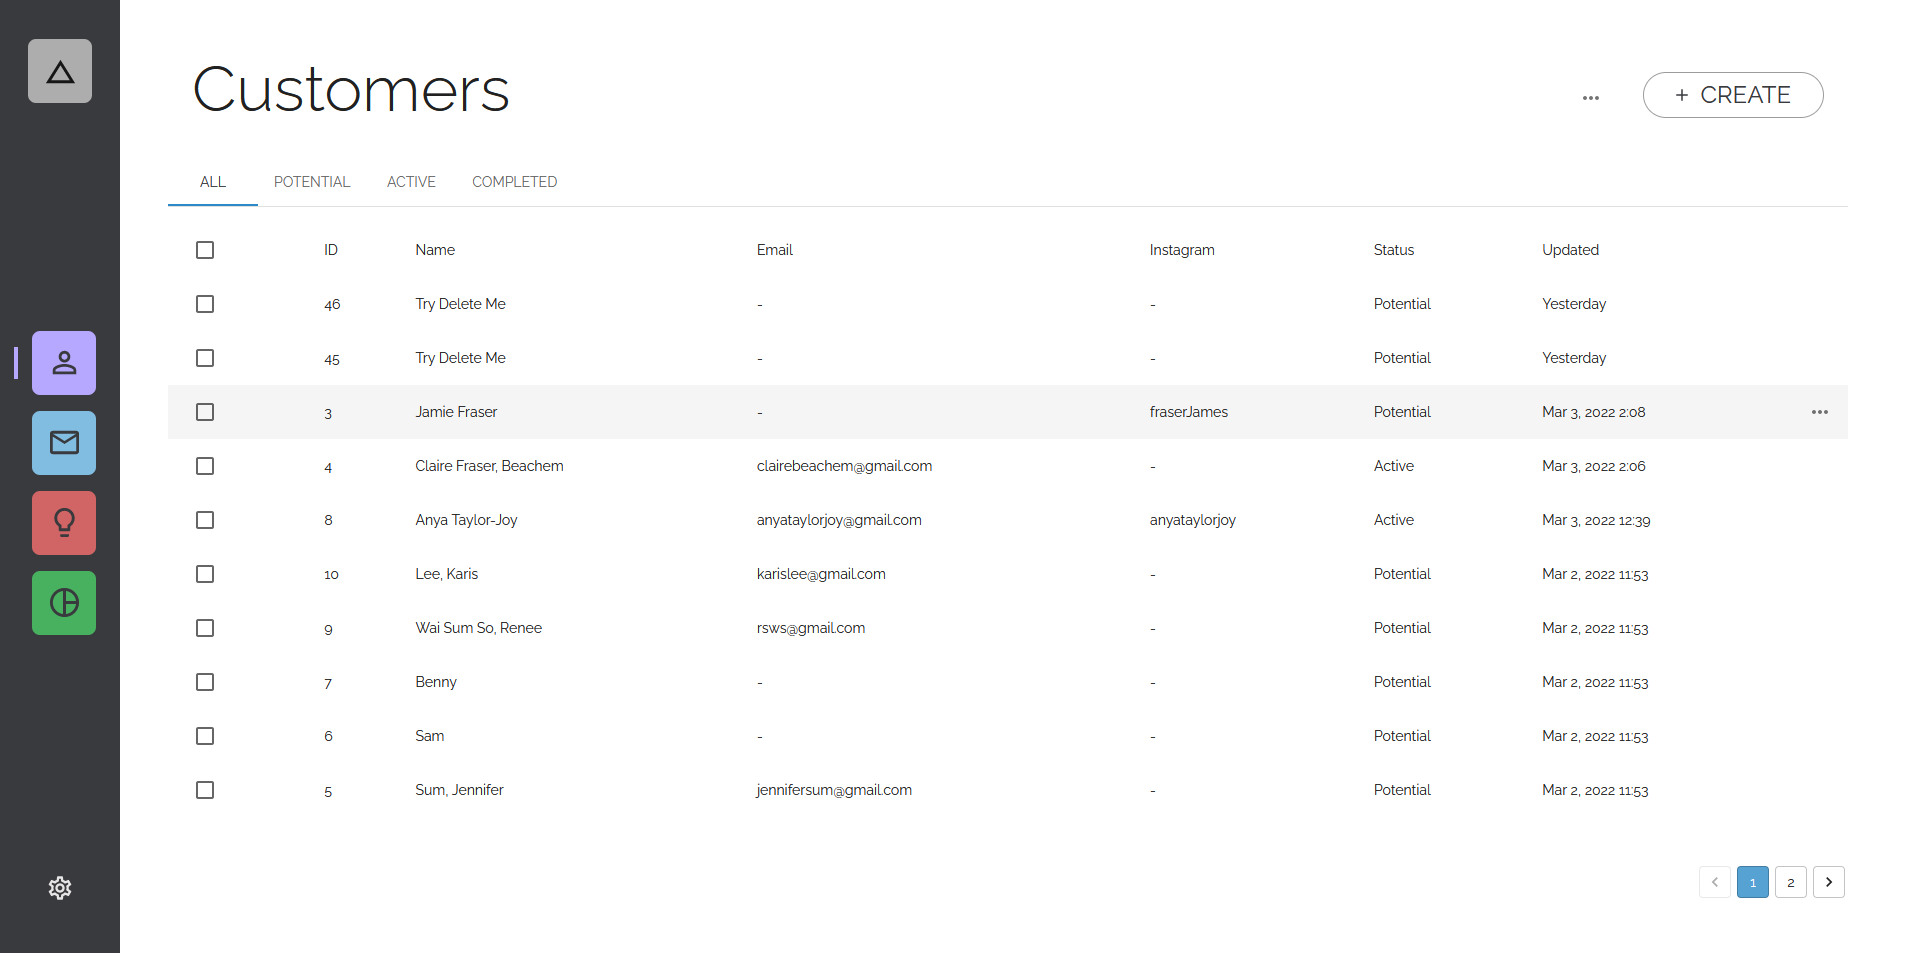 Customers
+ CREATE
ALL POTENTIAL ACTIVE COMPLETED
ID Name Email Instagram Status Updated
46 Try Delete Me - - Potential Yesterday
45 Try Delete Me - - Potential Yesterday
3 Jamie Fraser - fraserJames Potential Mar 3, 2022 2:08
4 Claire Fraser, Beachem clairebeachem@gmail.com - Active Mar 3, 2022 2:06
8 Anya Taylor-Joy anyataylorjoy@gmail.com anyataylorjoy Active Mar 3, 2022 12:39
10 Lee, Karis karislee@gmail.com - Potential Mar 2, 2022 11:53
9 Wai Sum So, Renee rsws@gmail.com - Potential Mar 2, 2022 11:53
7 Benny - - Potential Mar 2, 2022 11:53
6 Sam - - Potential Mar 2, 2022 11:53
5 Sum, Jennifer jennifersum@gmail.com - Potential Mar 2, 2022 11:53
1 2